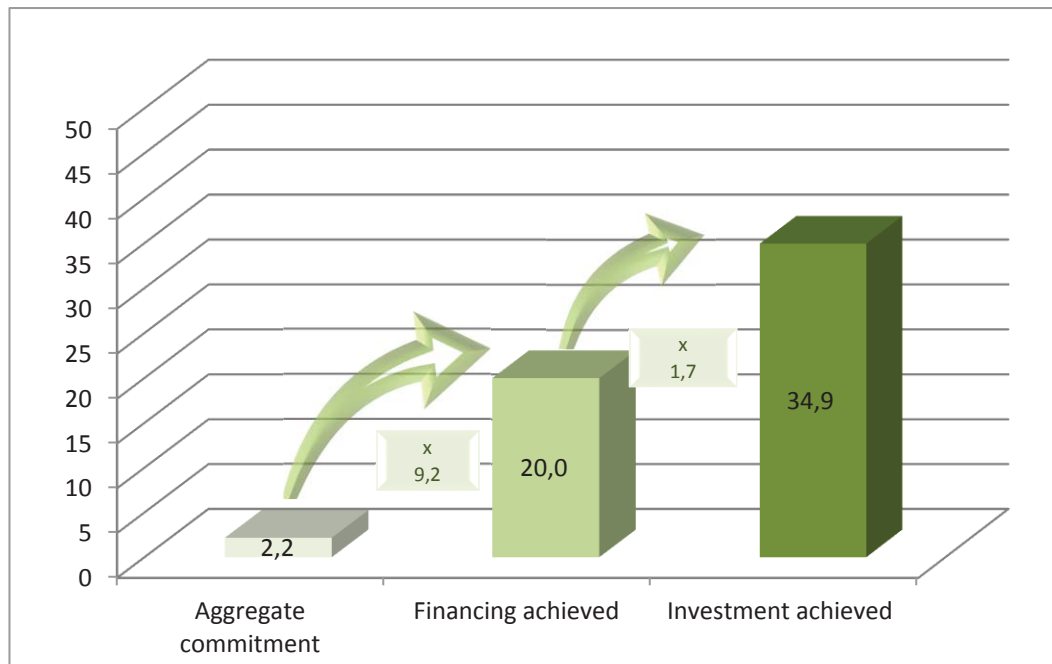 50
45
40
35
30
25
20
15
10
5
0
x
9,2
x
1,7
2,2
20,0
34,9
Aggregate
commitment
Financing achieved
Investment achieved